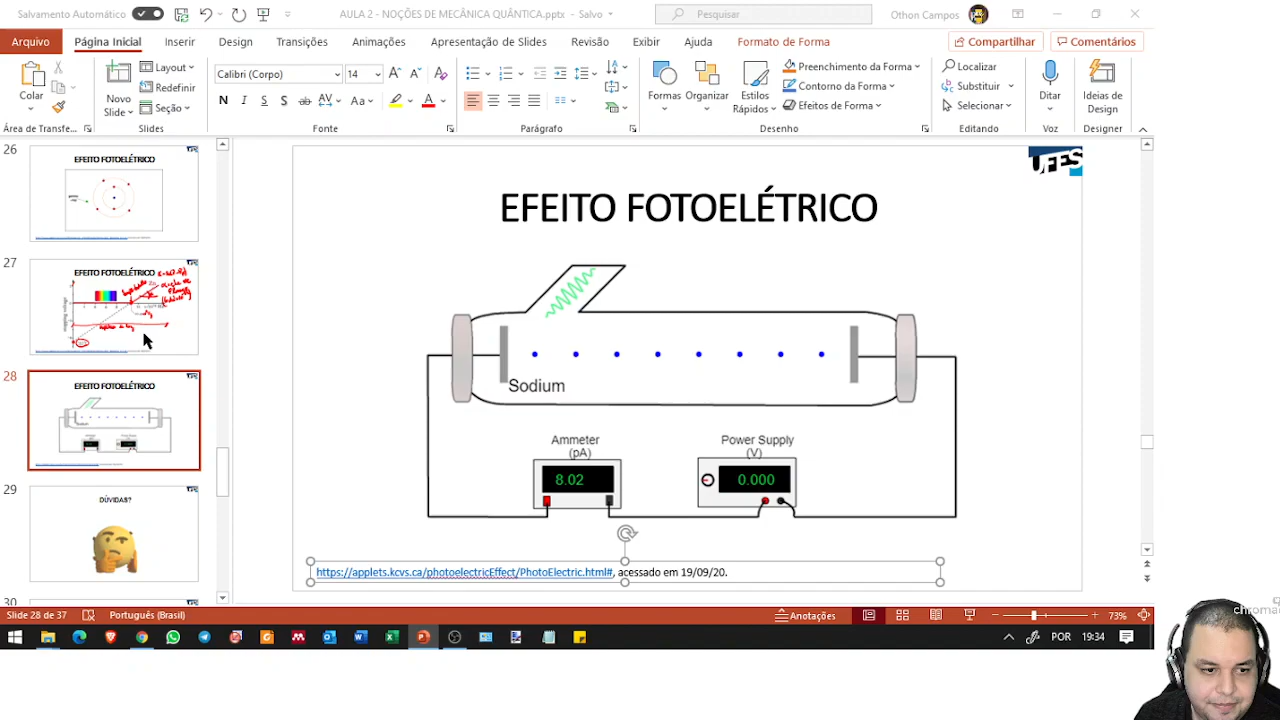 Salvamento Automático
AULA 2 - NOÇÕES DE MECÂNICA QUÂNTICA.pptx - Salvo
Pesquisar
Othon Campos
Arquivo
Página Inicial
Inserir
Design
Transições
Animações
Apresentação de Slides
Revisão
Exibir
Ajuda
Formato de Forma
Compartilhar
Comentários
Colar
Novo
Slide
Layout
Redefinir
Seção
Calibri (Corpo)
14
N I S S ab AV Aa
Formas
Organizar
Estilos
Rápidos
Preenchimento da Forma
Contorno da Forma
Efeitos de Forma
Localizar
Substituir
Selecionar
Ditar
Ideias de
Design
Área de Transfe...
Slides
Fonte
Parágrafo
Desenho
Editando
Voz
Designer
26
EFEITO FOTOELÉTRICO
27
EFEITO FOTOELÉTRICO
28
EFEITO FOTOELÉTRICO
29
DÚVIDAS?
30
UFES
EFEITO FOTOELÉTRICO
Sodium
Ammeter
(pA)
8.02
Power Supply
(V)
0.000
https://applets.kcvs.ca/photoelectricEffect/PhotoElectric.html#, acessado em 19/09/20.
Slide 28 de 37
Português (Brasil)
Anotações
73%
POR
19:34
chroma